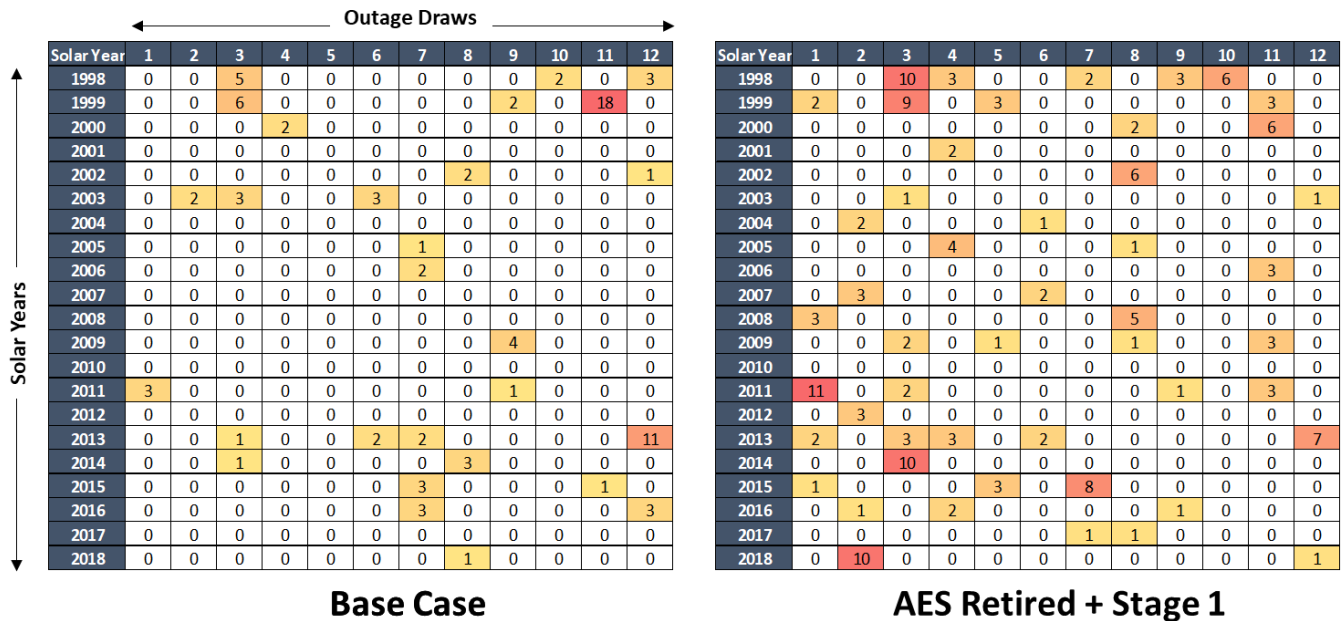 Outage Draws
Solar Years
Solar Year 1 2 3 4 5 6 7 8 9 10 11 12
1998 0 0 5 0 0 0 0 0 0 2 0 3
1999 0 0 6 0 0 0 0 0 2 0 18 0
2000 0 0 0 2 0 0 0 0 0 0 0 0
2001 0 0 0 0 0 0 0 0 0 0 0 0
2002 0 0 0 0 0 0 0 2 0 0 0 1
2003 0 2 3 0 0 3 0 0 0 0 0 0
2004 0 0 0 0 0 0 0 0 0 0 0 0
2005 0 0 0 0 0 0 1 0 0 0 0 0
2006 0 0 0 0 0 0 2 0 0 0 0 0
2007 0 0 0 0 0 0 0 0 0 0 0 0
2008 0 0 0 0 0 0 0 0 0 0 0 0
2009 0 0 0 0 0 0 0 0 4 0 0 0
2010 0 0 0 0 0 0 0 0 0 0 0 0
2011 3 0 0 0 0 0 0 0 1 0 0 0
2012 0 0 0 0 0 0 0 0 0 0 0 0
2013 0 0 1 0 0 2 2 0 0 0 0 11
2014 0 0 1 0 0 0 0 3 0 0 0 0
2015 0 0 0 0 0 0 3 0 0 0 1 0
2016 0 0 0 0 0 0 3 0 0 0 0 3
2017 0 0 0 0 0 0 0 0 0 0 0 0
2018 0 0 0 0 0 0 0 1 0 0 0 0
Base Case
Solar Year 1 2 3 4 5 6 7 8 9 10 11 12
1998 0 0 10 3 0 0 2 0 3 6 0 0
1999 2 0 9 0 3 0 0 0 0 0 3 0
2000 0 0 0 0 0 0 0 2 0 0 6 0
2001 0 0 0 2 0 0 0 0 0 0 0 0
2002 0 0 0 0 0 0 0 6 0 0 0 0
2003 0 0 1 0 0 0 0 0 0 0 0 1
2004 0 2 0 0 0 1 0 0 0 0 0 0
2005 0 0 0 4 0 0 0 1 0 0 0 0
2006 0 0 0 0 0 0 0 0 0 0 3 0
2007 0 3 0 0 0 2 0 0 0 0 0 0
2008 3 0 0 0 0 0 0 5 0 0 0 0
2009 0 0 2 0 1 0 0 1 0 0 3 0
2010 0 0 0 0 0 0 0 0 0 0 0 0
2011 11 0 2 0 0 0 0 0 1 0 3 0
2012 0 3 0 0 0 0 0 0 0 0 0 0
2013 2 0 3 3 0 2 0 0 0 0 0 7
2014 0 0 10 0 0 0 0 0 0 0 0 0
2015 1 0 0 0 3 0 8 0 0 0 0 0
2016 0 1 0 2 0 0 0 0 1 0 0 0
2017 0 0 0 0 0 0 1 1 0 0 0 0
2018 0 10 0 0 0 0 0 0 0 0 0 1
AES Retired + Stage 1